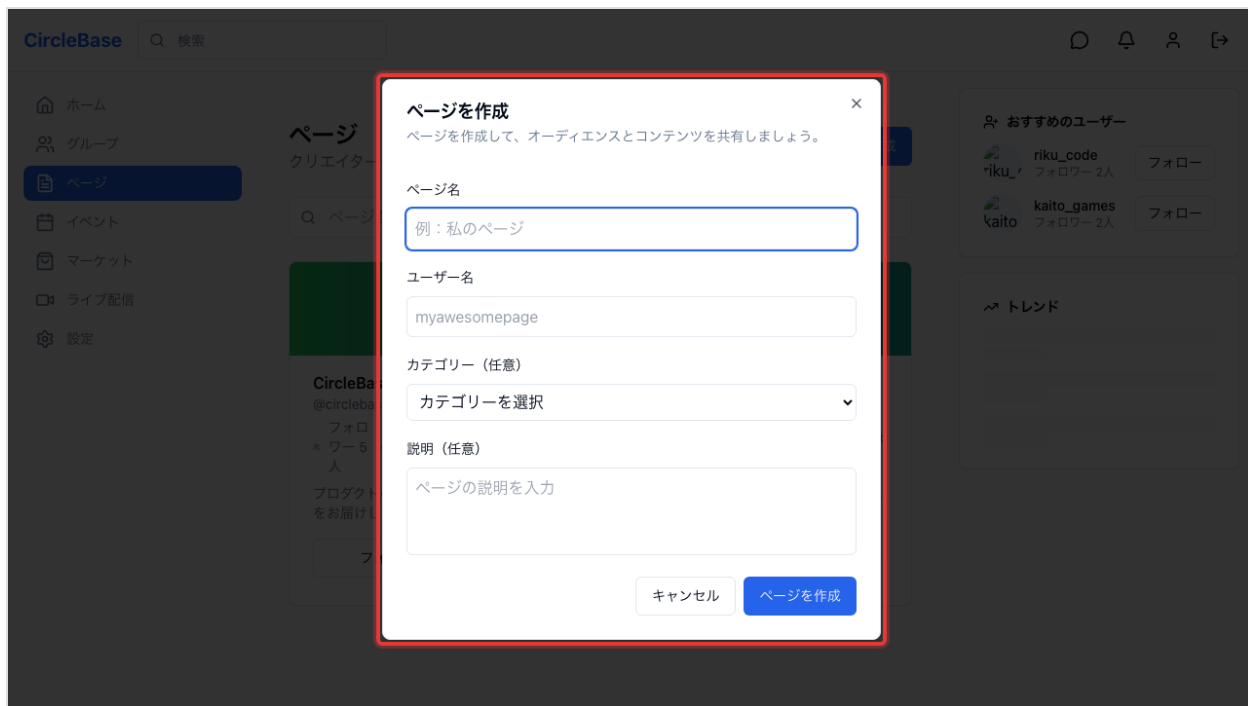 CircleBase
検索
ホーム
グループ
ページ
イベント
マーケット
ライブ配信
設定
ページ
クリエイター
ページ
CircleBa
@circleba
フォロ
ワー 5
人
プロダクト
をお届けし
フ
ページを作成
ページを作成して、オーディエンスとコンテンツを共有しましょう。
ページ名
例：私のページ
ユーザー名
myawesomepage
カテゴリー（任意）
カテゴリーを選択
説明（任意）
ページの説明を入力
キャンセル
ページを作成
おすすめのユーザー
riku_
riku_code
フォロワー 2人
フォロー
kaito
kaito_games
フォロワー 2人
フォロー
トレンド